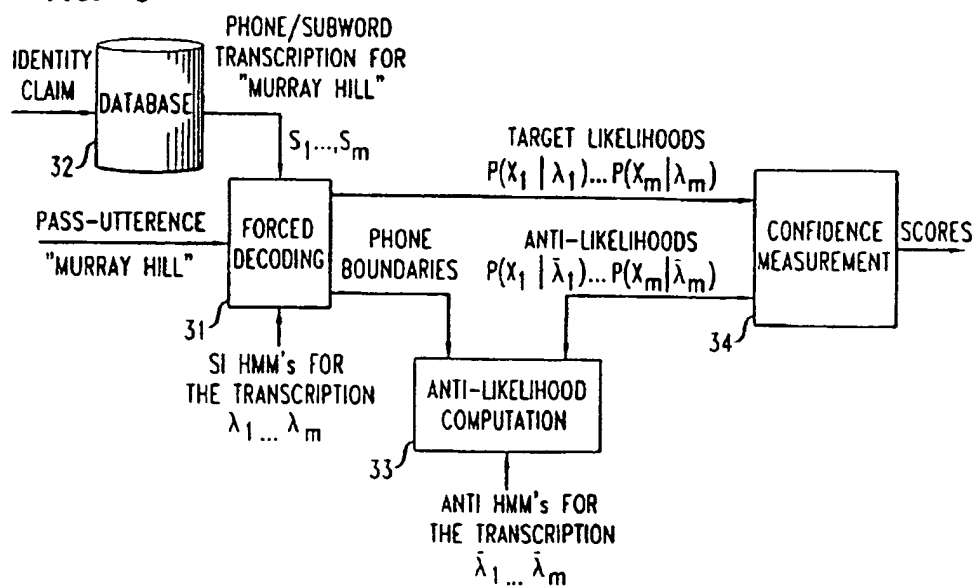 PHONE/SUBWORD
TRANSCRIPTION FOR
"MURRAY HILL"
IDENTITY
CLAIM
DATABASE
32
S₁...,Sₘ
TARGET LIKELIHOODS
P(X₁ | λ₁)... P(Xₘ|λₘ)
PASS-UTTERENCE
"MURRAY HILL"
FORCED
DECODING
31
PHONE
BOUNDARIES
ANTI-LIKELIHOODS
P(X₁ | λ̄₁)... P(Xₘ|λ̄ₘ)
CONFIDENCE
MEASUREMENT
34
SCORES
SI HMM's FOR
THE TRANSCRIPTION
λ₁... λₘ
ANTI-LIKELIHOOD
COMPUTATION
33
ANTI HMM's FOR
THE TRANSCRIPTION
λ̄₁... λ̄ₘ